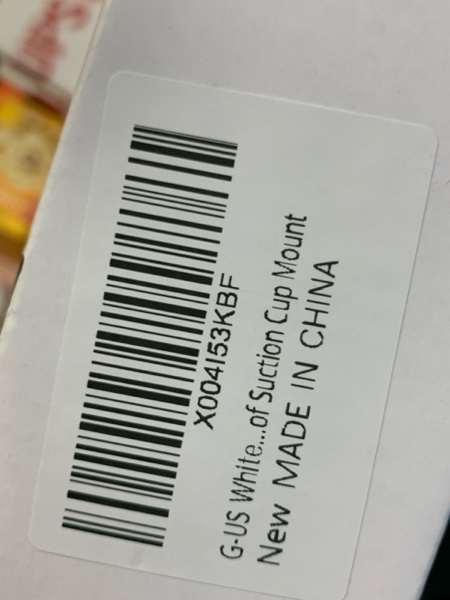 X004I53KBF
G-US White...of Suction Cup Mount
New MADE IN CHINA